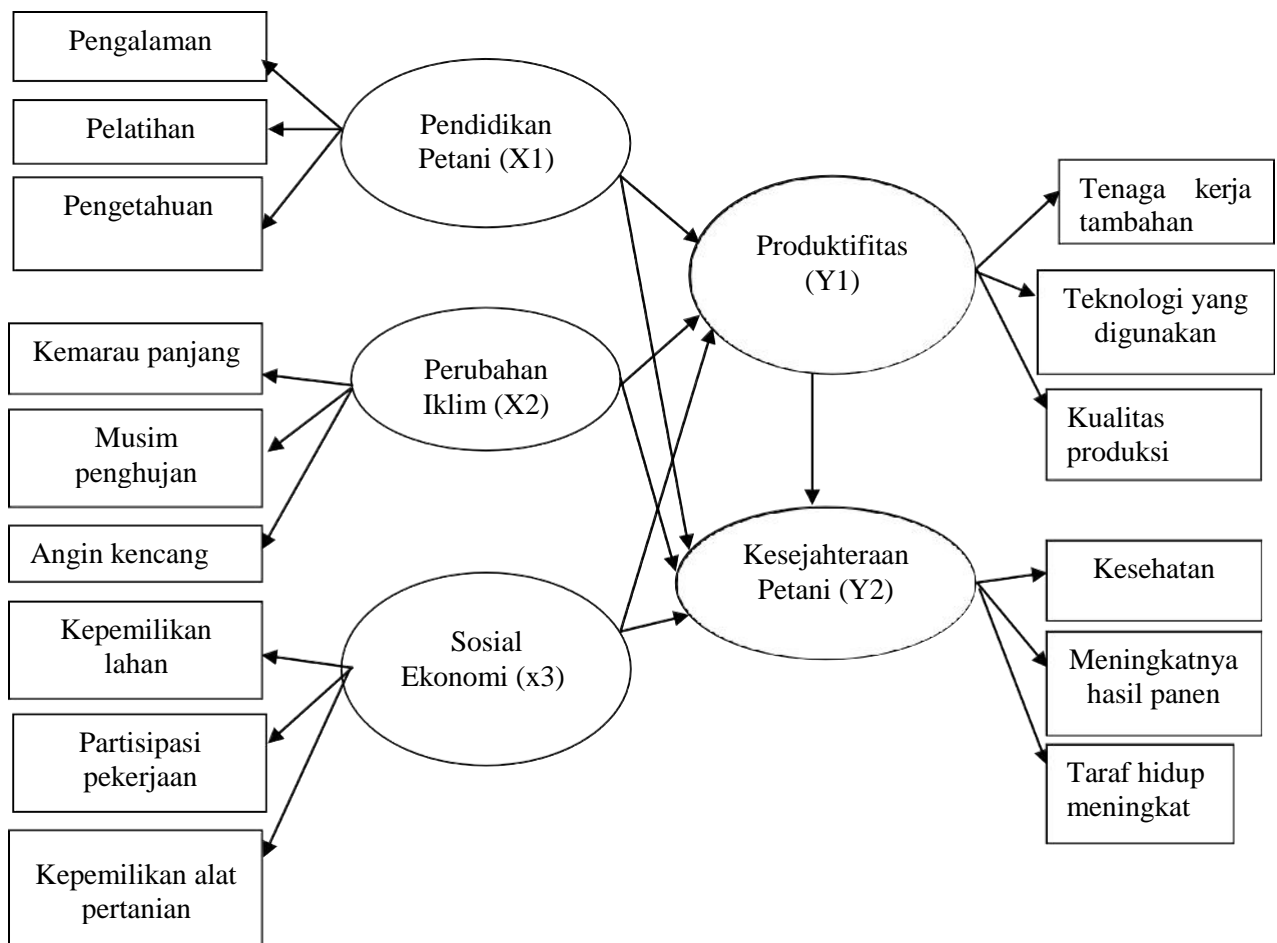 Pengalaman
Pelatihan
Pengetahuan
Kemarau panjang
Musim
penghujan
Angin kencang
Kepemilikan
lahan
Partisipasi
pekerjaan
Kepemilikan alat
pertanian
Pendidikan
Petani (X1)
Perubahan
Iklim (X2)
Sosial
Ekonomi (x3)
Produktifitas
(Y1)
Kesejahteraan
Petani (Y2)
Tenaga kerja
tambahan
Teknologi yang
digunakan
Kualitas
produksi
Kesehatan
Meningkatnya
hasil panen
Taraf hidup
meningkat